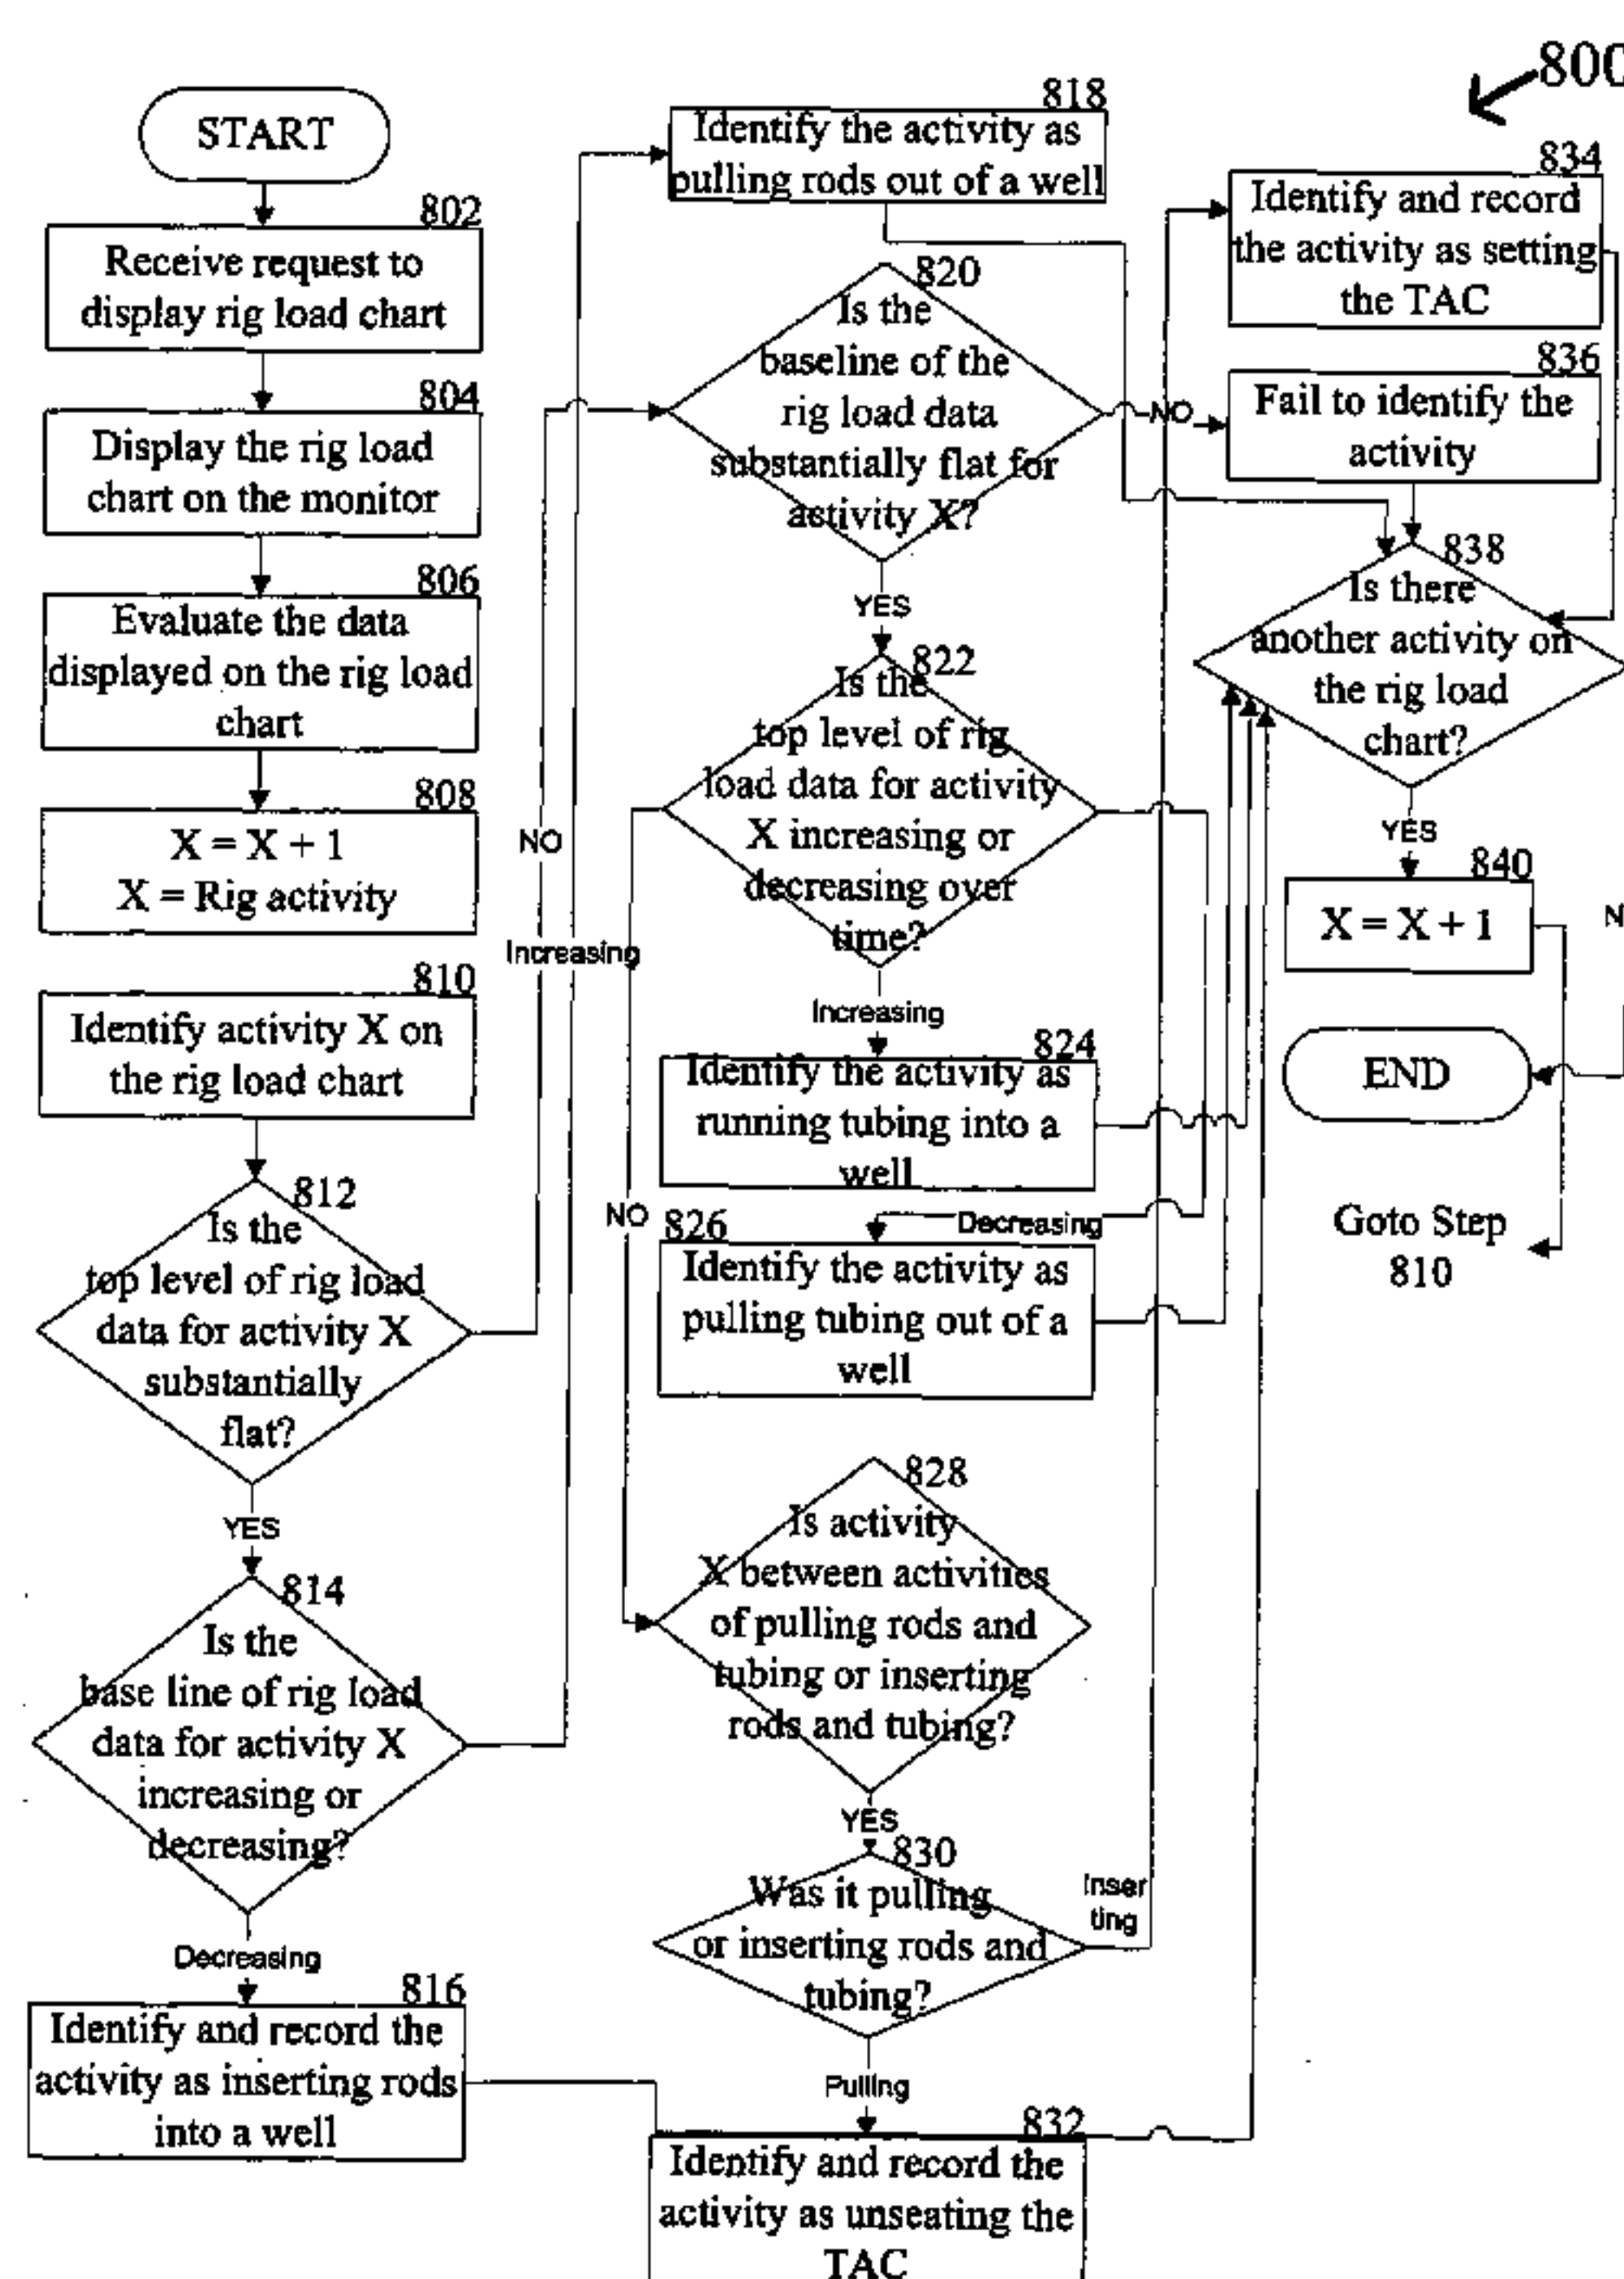 800
START
802
Receive request to
display rig load chart
804
Display the rig load
chart on the monitor
806
Evaluate the data
displayed on the rig load
chart
808
X = X + 1
X = Rig activity
810
Identify activity X on
the rig load chart
812
Is the
top level of rig load
data for activity X
substantially
flat?
NO
YES
814
Is the
base line of rig load
data for activity X
increasing or
decreasing?
Increasing
Decreasing
816
Identify and record the
activity as inserting rods
into a well
818
Identify the activity as
pulling rods out of a well
820
Is the
baseline of the
rig load data
substantially flat for
activity X?
NO
YES
822
Is the
top level of rig
load data for activity
X increasing or
decreasing over
time?
Increasing
824
Identify the activity as
running tubing into a
well
NO
Decreasing
826
Identify the activity as
pulling tubing out of a
well
828
Is activity
X between activities
of pulling rods and
tubing or inserting
rods and tubing?
YES
830
Was it pulling
or inserting rods and
tubing?
Inser
ting
Pulling
832
Identify and record the
activity as unseating the
TAC
834
Identify and record
the activity as setting
the TAC
836
Fail to identify the
activity
838
Is there
another activity on
the rig load
chart?
YES
840
X = X + 1
N
END
Goto Step
810